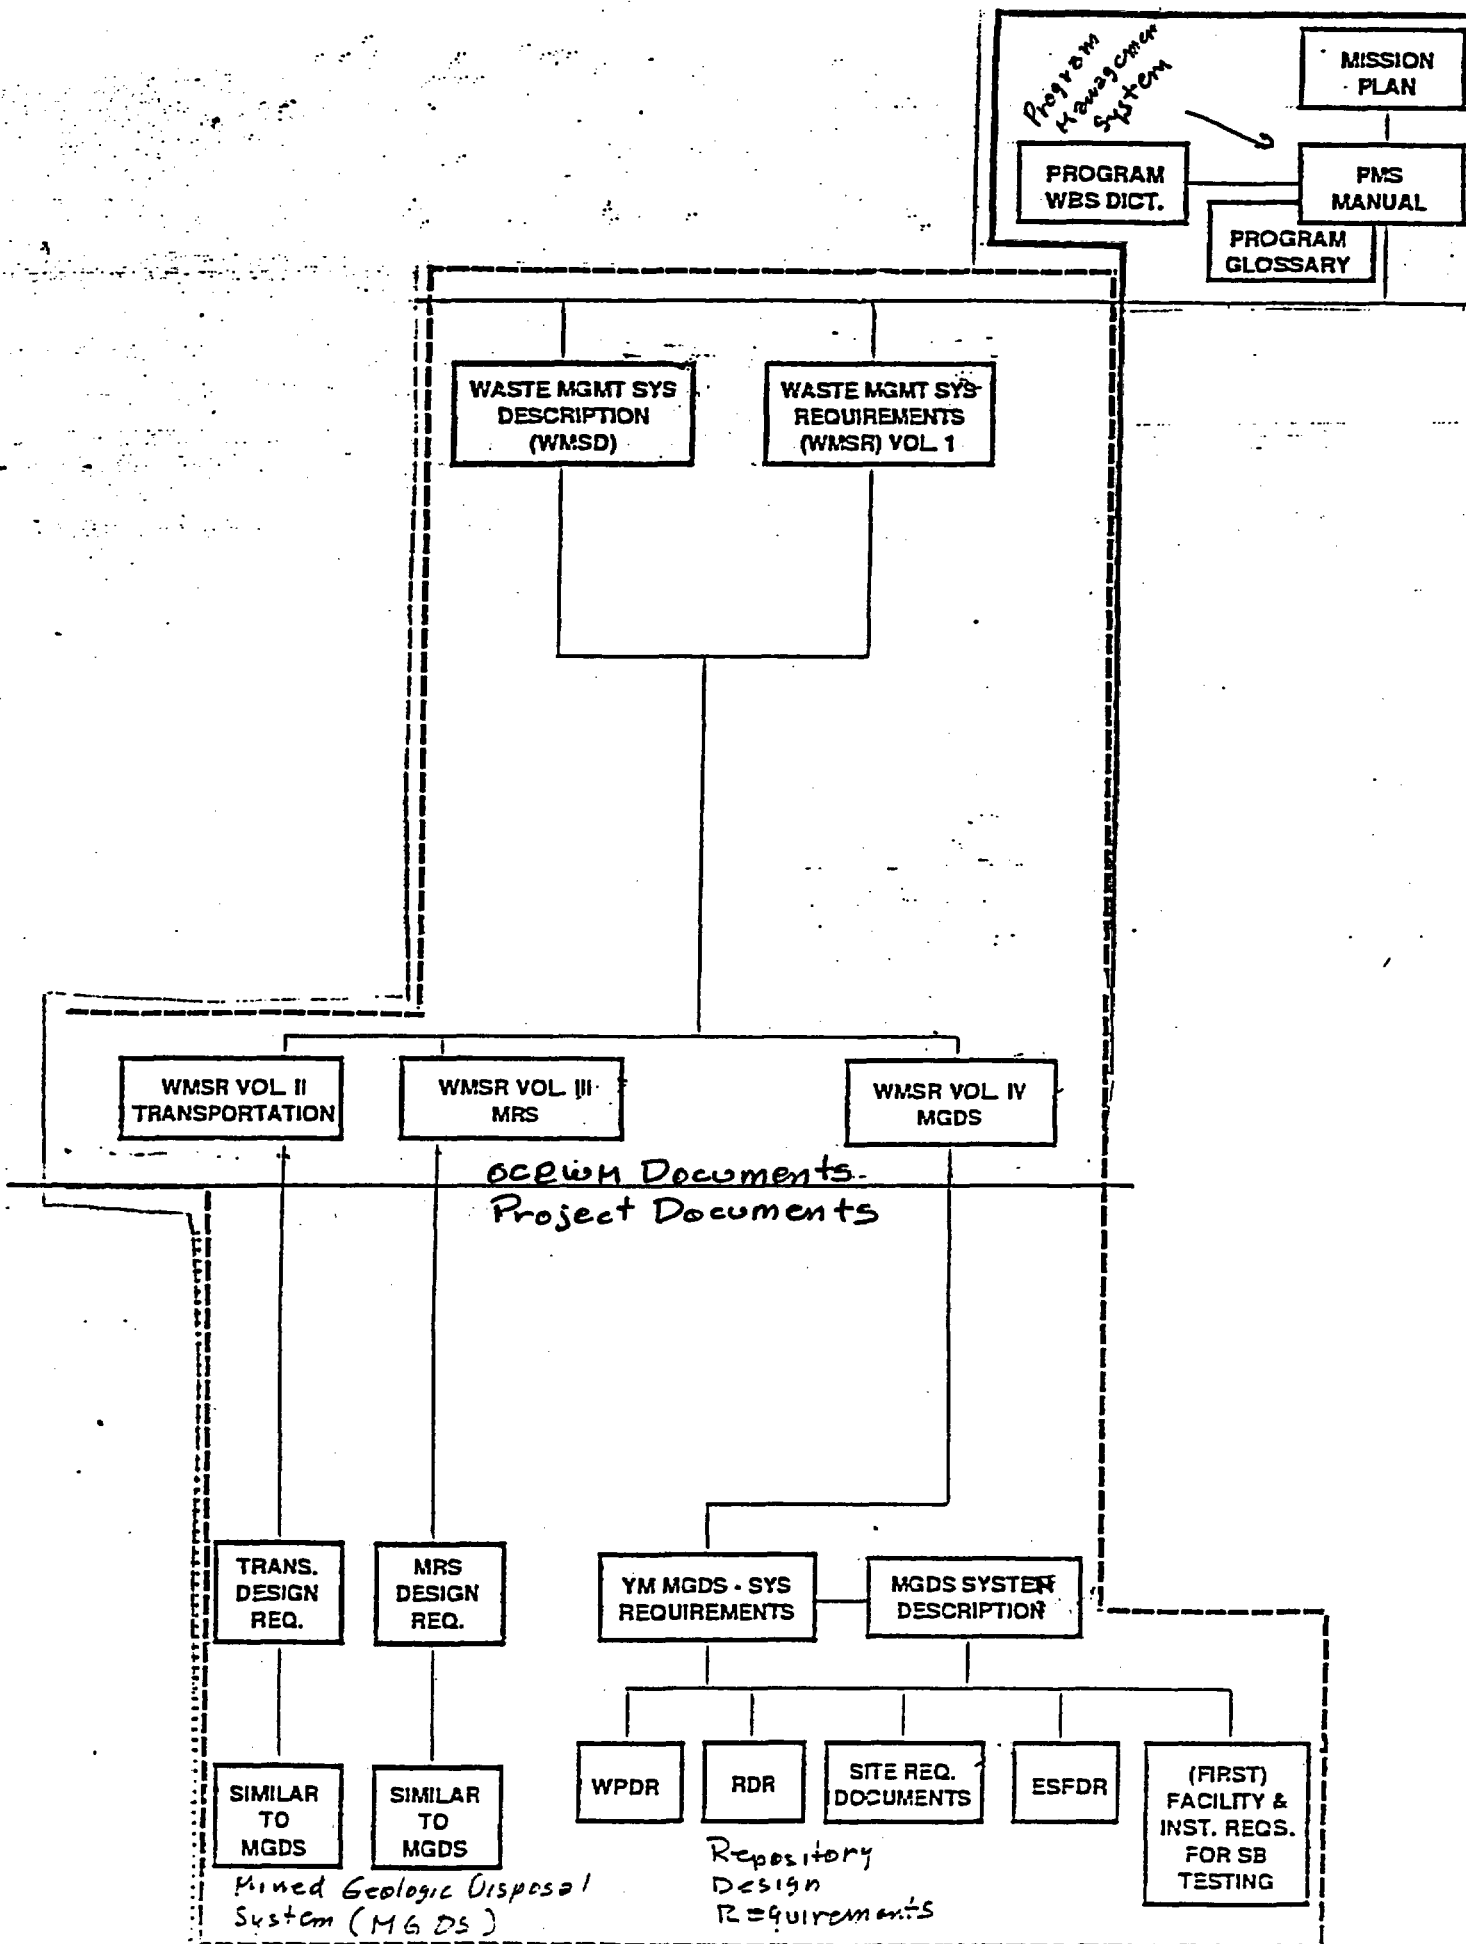 Program
Management
System
MISSION
PLAN
PROGRAM
WBS DICT.
PMS
MANUAL
PROGRAM
GLOSSARY
WASTE MGMT SYS
DESCRIPTION
(WMSD)
WASTE MGMT SYS
REQUIREMENTS
(WMSR) VOL. 1
WMSR VOL. II
TRANSPORTATION
WMSR VOL. III
MRS
WMSR VOL. IV
MGDS
OCRWM Documents
Project Documents
TRANS.
DESIGN
REQ.
MRS
DESIGN
REQ.
YM MGDS - SYS
REQUIREMENTS
MGDS SYSTEM
DESCRIPTION
SIMILAR
TO
MGDS
SIMILAR
TO
MGDS
WPDR
RDR
SITE REQ.
DOCUMENTS
ESFDR
(FIRST)
FACILITY &
INST. REQS.
FOR SB
TESTING
Mined Geologic Disposal
System (MGDS)
Repository
Design
Requirements